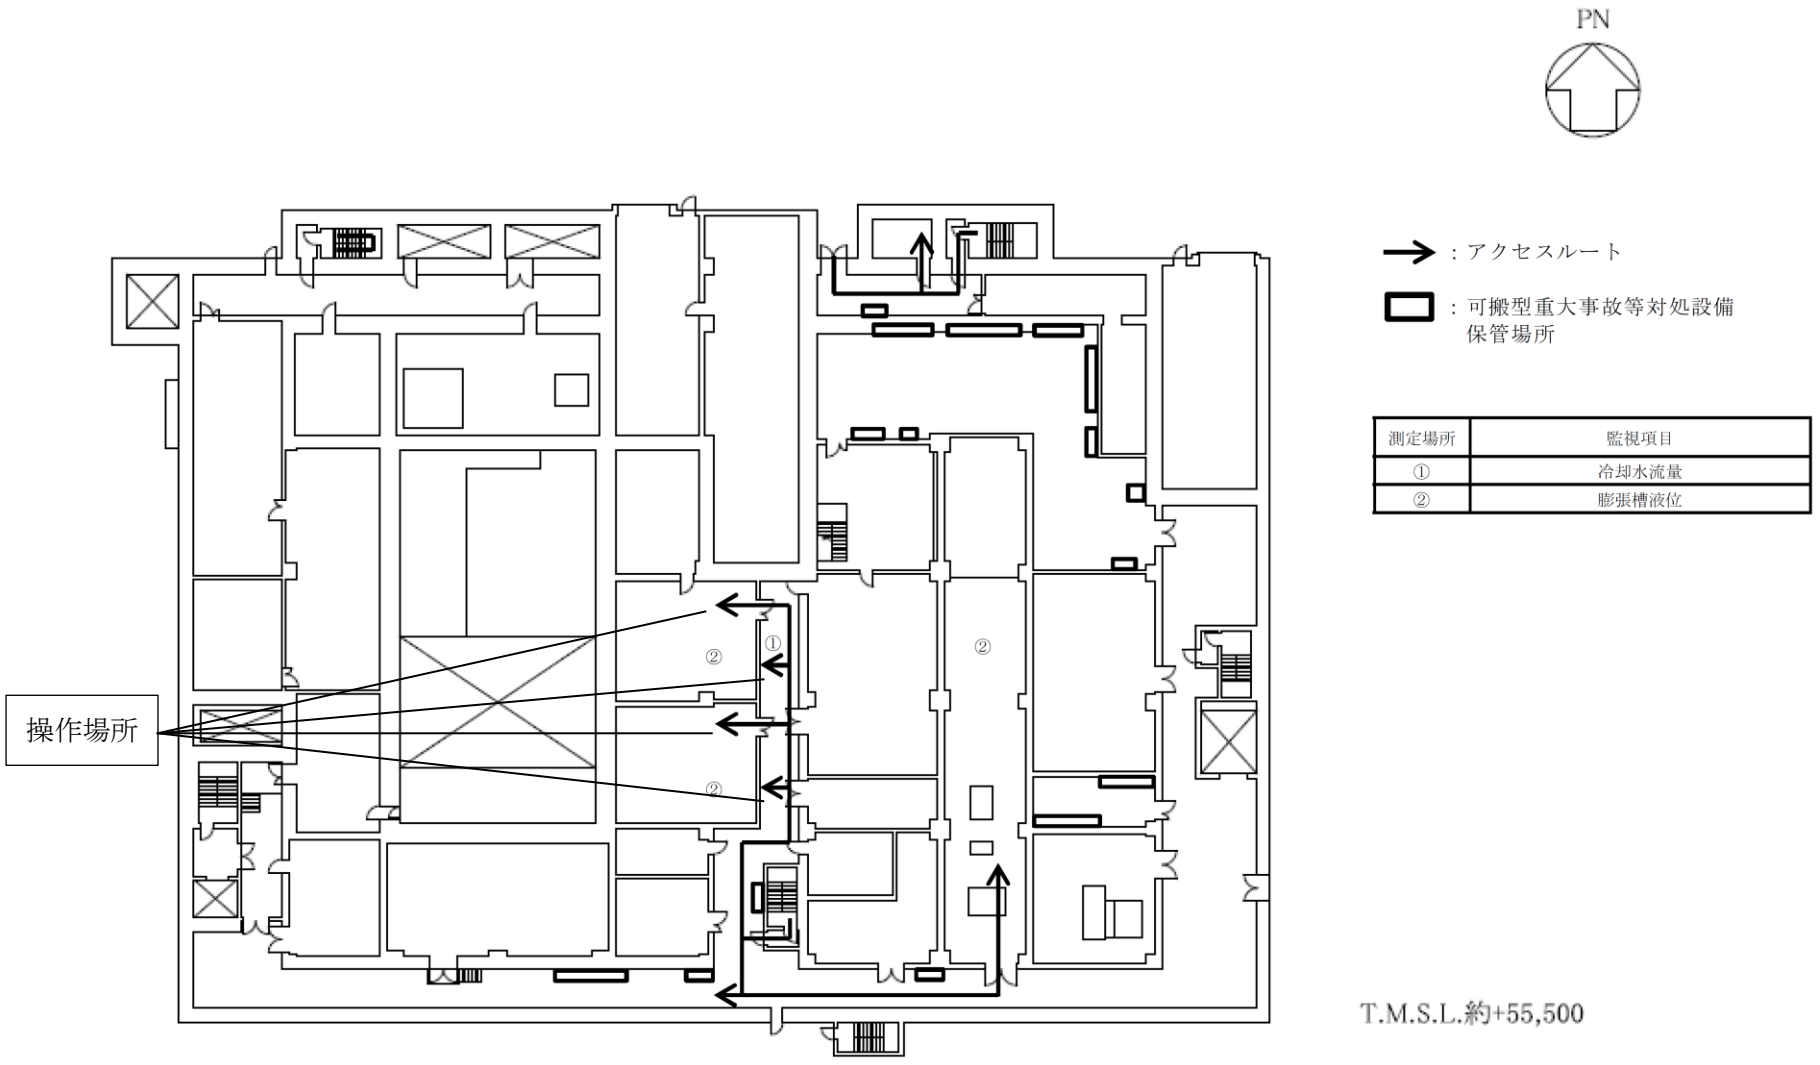 PN
：アクセスルート
：可搬型重大事故等対処設備
保管場所
測定場所 監視項目
① 冷却水流量
② 膨張槽液位
①
②
②
操作場所
②
T.M.S.L.約+55,500